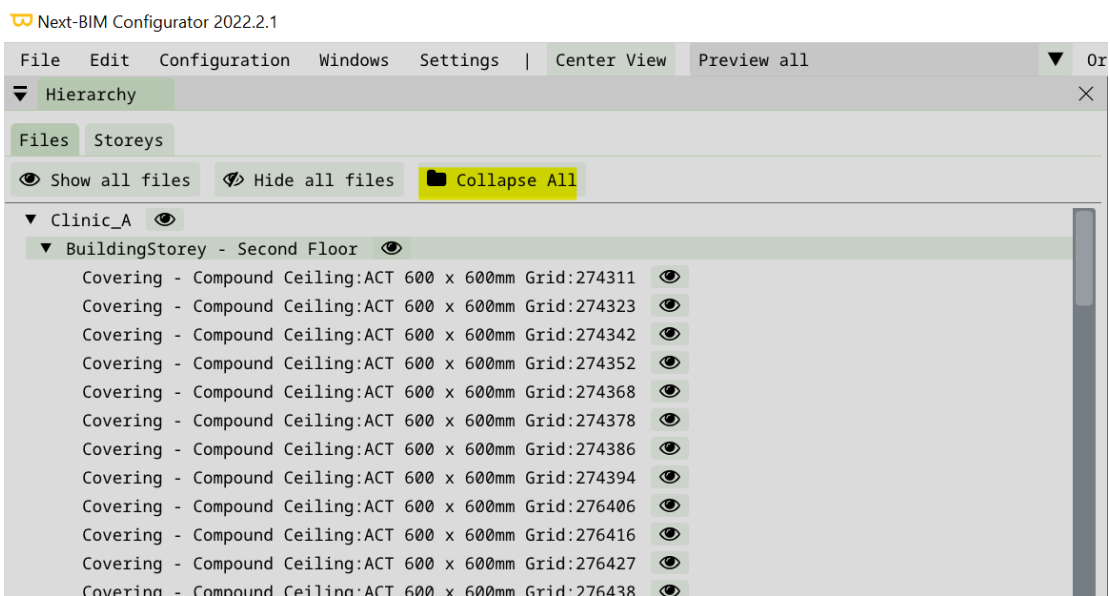 Next-BIM Configurator 2022.2.1
File Edit Configuration Windows Settings | Center View Preview all Or
Hierarchy
Files Storeys
Show all files Hide all files Collapse All
Clinic_A
BuildingStorey - Second Floor
Covering - Compound Ceiling:ACT 600 x 600mm Grid:274311
Covering - Compound Ceiling:ACT 600 x 600mm Grid:274323
Covering - Compound Ceiling:ACT 600 x 600mm Grid:274342
Covering - Compound Ceiling:ACT 600 x 600mm Grid:274352
Covering - Compound Ceiling:ACT 600 x 600mm Grid:274368
Covering - Compound Ceiling:ACT 600 x 600mm Grid:274378
Covering - Compound Ceiling:ACT 600 x 600mm Grid:274386
Covering - Compound Ceiling:ACT 600 x 600mm Grid:274394
Covering - Compound Ceiling:ACT 600 x 600mm Grid:276406
Covering - Compound Ceiling:ACT 600 x 600mm Grid:276416
Covering - Compound Ceiling:ACT 600 x 600mm Grid:276427
Covering - Compound Ceiling:ACT 600 x 600mm Grid:276438